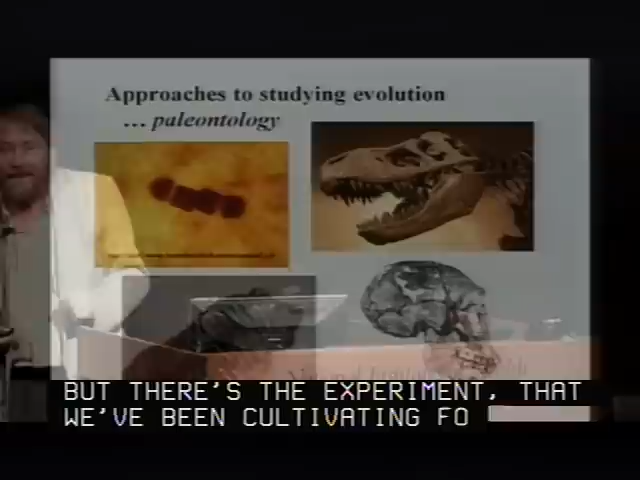 Approaches to studying evolution
... paleontology
BUT THERE'S THE EXPERIMENT, THAT
WE'VE BEEN CULTIVATING FO